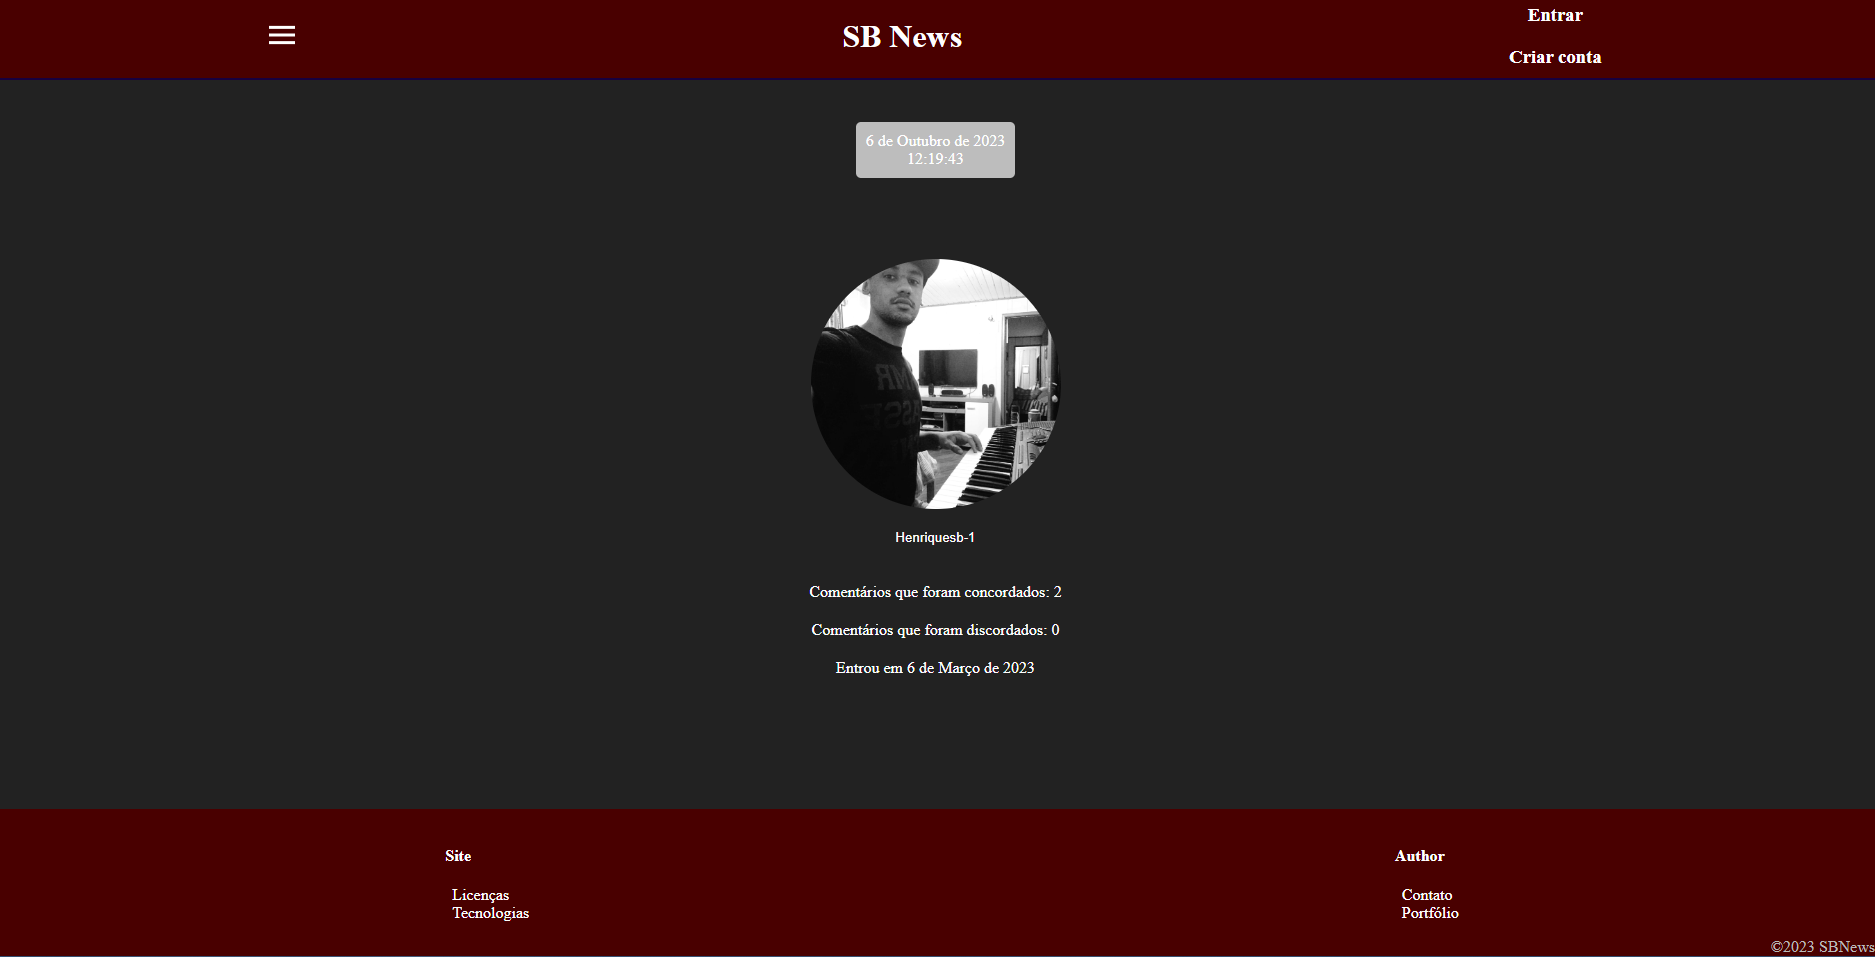 SB News
Entrar
Criar conta
6 de Outubro de 2023
12:19:43
Henriquesb-1
Comentários que foram concordados: 2
Comentários que foram discordados: 0
Entrou em 6 de Março de 2023
Site
Licenças
Tecnologias
Author
Contato
Portfólio
©2023 SBNews